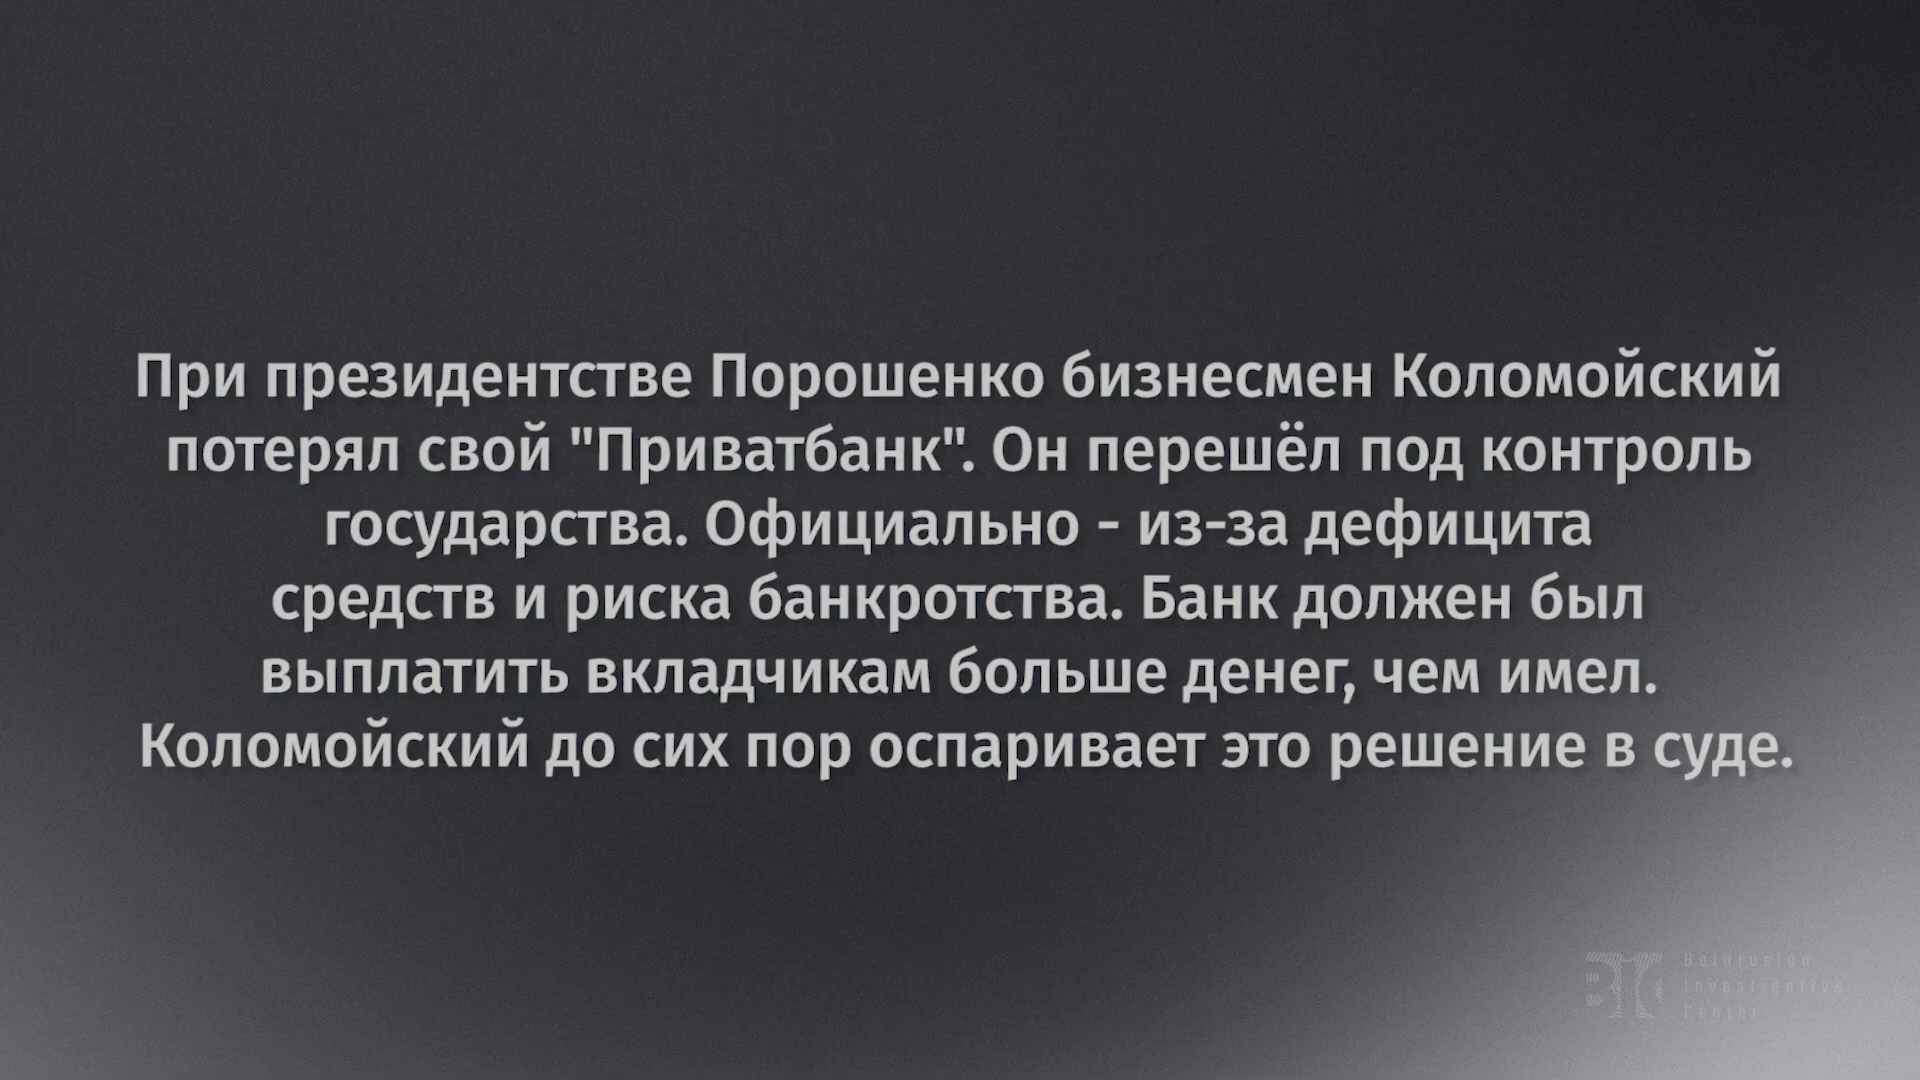 При президентстве Порошенко бизнесмен Коломойский
потерял свой "Приватбанк". Он перешёл под контроль
государства. Официально - из-за дефицита
средств и риска банкротства. Банк должен был
выплатить вкладчикам больше денег, чем имел.
Коломойский до сих пор оспаривает это решение в суде.
Belarusian
Investigative
Center